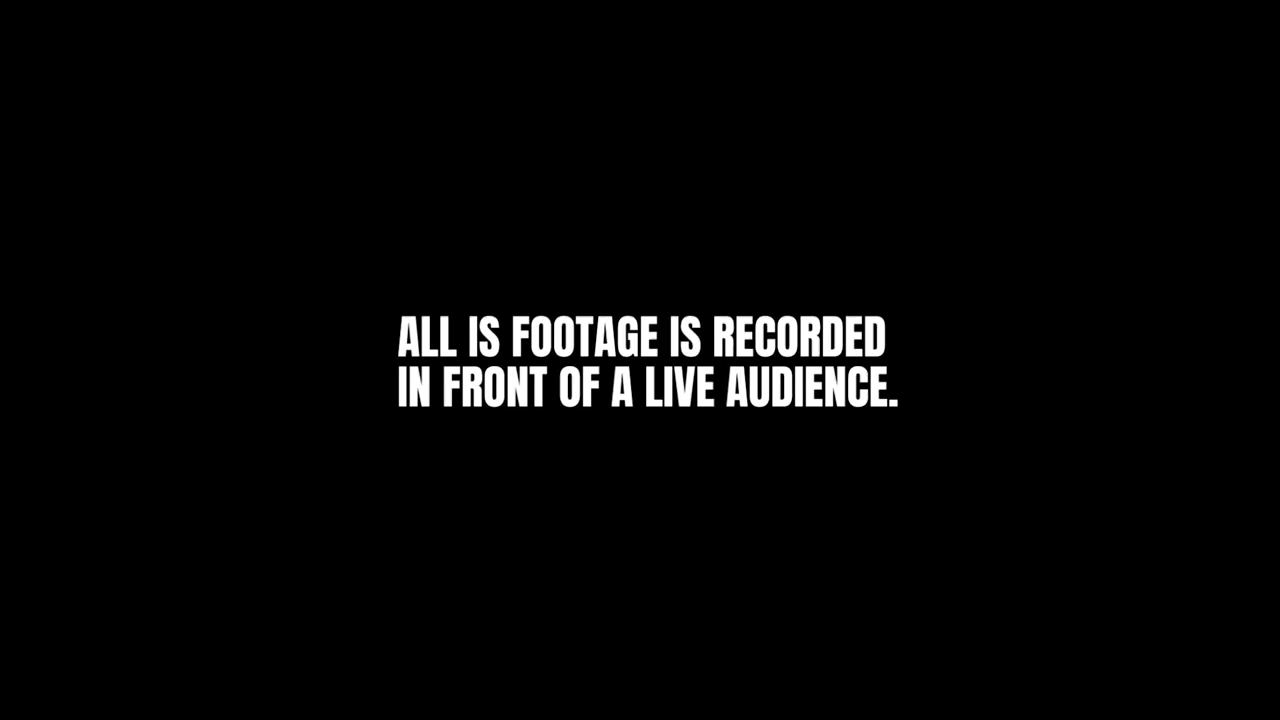 ALL IS FOOTAGE IS RECORDED
IN FRONT OF A LIVE AUDIENCE.